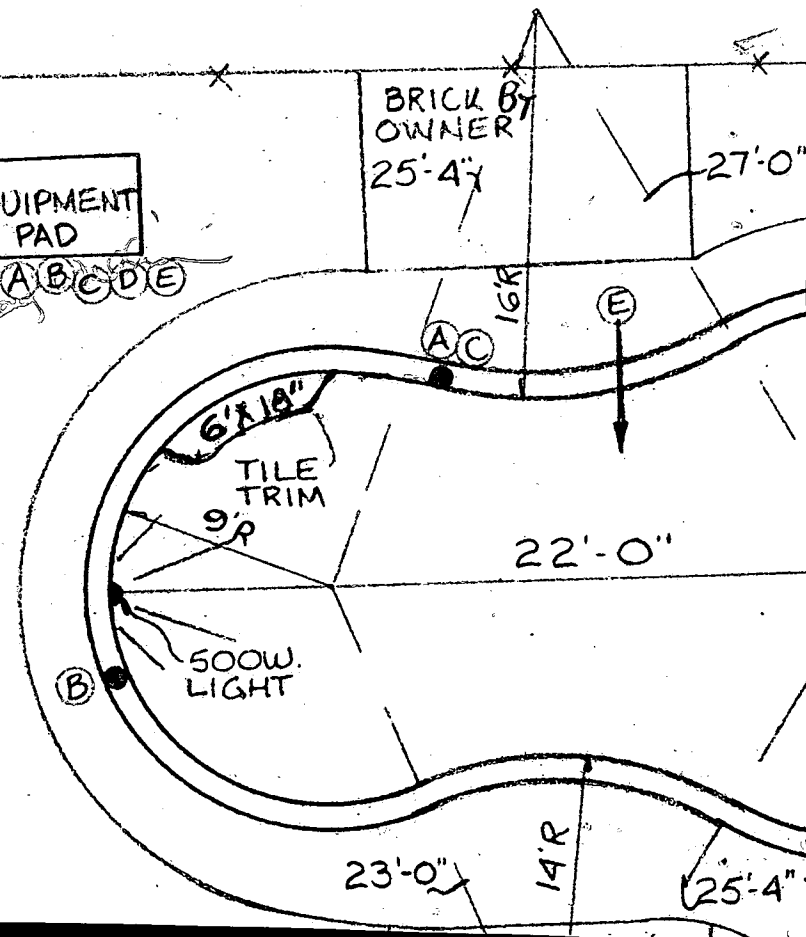 BRICK BY
OWNER
25'-4"
27'-0"
UIPMENT
PAD
A B C D E
16'R
E
A C
6'X18"
TILE
TRIM
9'R
22'-0"
500W.
LIGHT
B
23'-0"
14'R
25'-4"